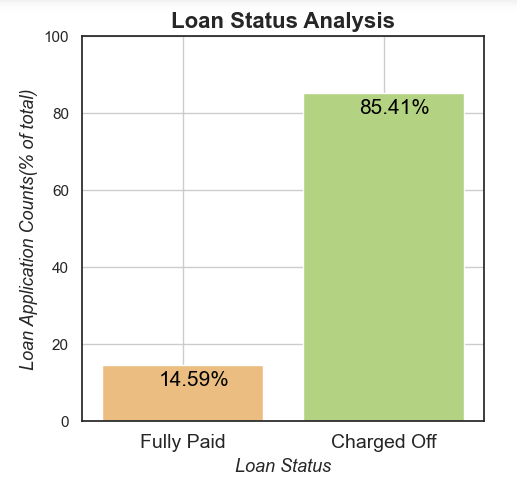 Loan Status Analysis
Loan Application Counts(% of total)
100
80
60
40
20
0
85.41%
14.59%
Fully Paid
Charged Off
Loan Status